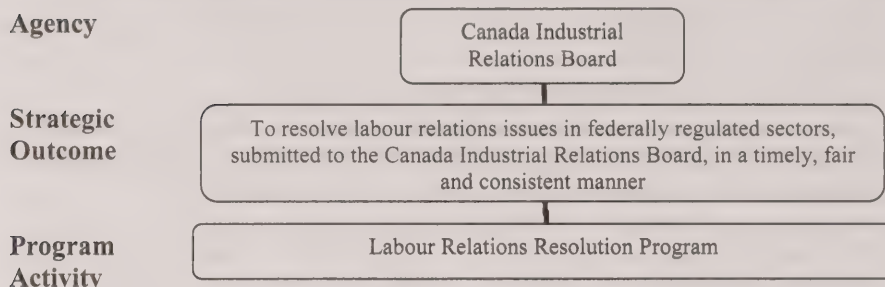 Agency
Canada Industrial
Relations Board
Strategic
Outcome
To resolve labour relations issues in federally regulated sectors,
submitted to the Canada Industrial Relations Board, in a timely, fair
and consistent manner
Program
Activity
Labour Relations Resolution Program